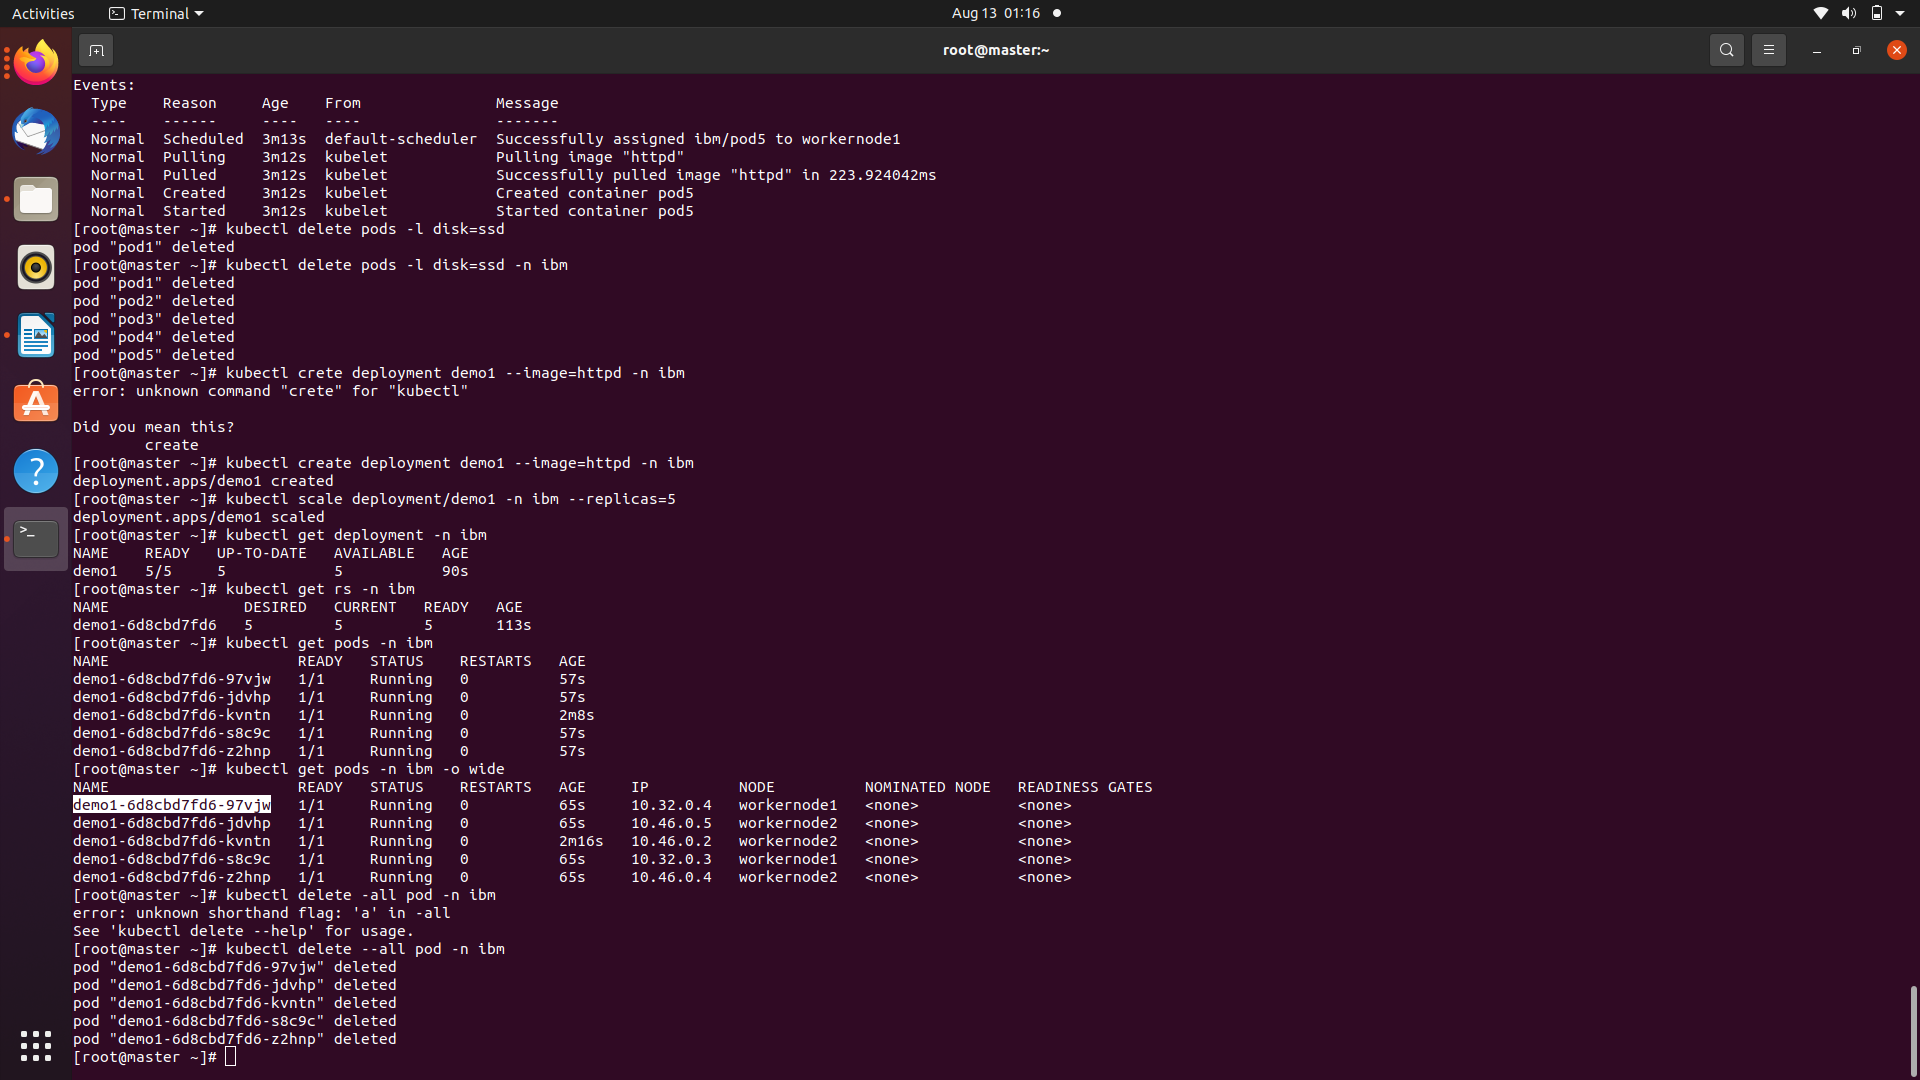 Activities Terminal Aug 13 01:16
root@master:~
Events:
  Type    Reason     Age   From               Message
  ----    ------     ----  ----               -------
  Normal  Scheduled  3m13s  default-scheduler  Successfully assigned ibm/pod5 to workernode1
  Normal  Pulling    3m12s  kubelet            Pulling image "httpd"
  Normal  Pulled     3m12s  kubelet            Successfully pulled image "httpd" in 223.924042ms
  Normal  Created    3m12s  kubelet            Created container pod5
  Normal  Started    3m12s  kubelet            Started container pod5
[root@master ~]# kubectl delete pods -l disk=ssd
pod "pod1" deleted
[root@master ~]# kubectl delete pods -l disk=ssd -n ibm
pod "pod1" deleted
pod "pod2" deleted
pod "pod3" deleted
pod "pod4" deleted
pod "pod5" deleted
[root@master ~]# kubectl crete deployment demo1 --image=httpd -n ibm
error: unknown command "crete" for "kubectl"

Did you mean this?
        create
[root@master ~]# kubectl create deployment demo1 --image=httpd -n ibm
deployment.apps/demo1 created
[root@master ~]# kubectl scale deployment/demo1 -n ibm --replicas=5
deployment.apps/demo1 scaled
[root@master ~]# kubectl get deployment -n ibm
NAME    READY   UP-TO-DATE   AVAILABLE   AGE
demo1   5/5     5            5           90s
[root@master ~]# kubectl get rs -n ibm
NAME               DESIRED   CURRENT   READY   AGE
demo1-6d8cbd7fd6   5         5         5       113s
[root@master ~]# kubectl get pods -n ibm
NAME                     READY   STATUS    RESTARTS   AGE
demo1-6d8cbd7fd6-97vjw   1/1     Running   0          57s
demo1-6d8cbd7fd6-jdvhp   1/1     Running   0          57s
demo1-6d8cbd7fd6-kvntn   1/1     Running   0          2m8s
demo1-6d8cbd7fd6-s8c9c   1/1     Running   0          57s
demo1-6d8cbd7fd6-z2hnp   1/1     Running   0          57s
[root@master ~]# kubectl get pods -n ibm -o wide
NAME                     READY   STATUS    RESTARTS   AGE     IP          NODE          NOMINATED NODE   READINESS GATES
demo1-6d8cbd7fd6-97vjw   1/1     Running   0          65s     10.32.0.4   workernode1   <none>           <none>
demo1-6d8cbd7fd6-jdvhp   1/1     Running   0          65s     10.46.0.5   workernode2   <none>           <none>
demo1-6d8cbd7fd6-kvntn   1/1     Running   0          2m16s   10.46.0.2   workernode2   <none>           <none>
demo1-6d8cbd7fd6-s8c9c   1/1     Running   0          65s     10.32.0.3   workernode1   <none>           <none>
demo1-6d8cbd7fd6-z2hnp   1/1     Running   0          65s     10.46.0.4   workernode2   <none>           <none>
[root@master ~]# kubectl delete -all pod -n ibm
error: unknown shorthand flag: 'a' in -all
See 'kubectl delete --help' for usage.
[root@master ~]# kubectl delete --all pod -n ibm
pod "demo1-6d8cbd7fd6-97vjw" deleted
pod "demo1-6d8cbd7fd6-jdvhp" deleted
pod "demo1-6d8cbd7fd6-kvntn" deleted
pod "demo1-6d8cbd7fd6-s8c9c" deleted
pod "demo1-6d8cbd7fd6-z2hnp" deleted
[root@master ~]#